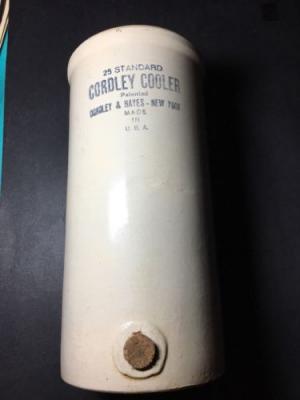 25 STANDARD
CORDLEY COOLER
Patented
CORDLEY & HAYES - NEW YORK
MADE
IN
U. S. A.